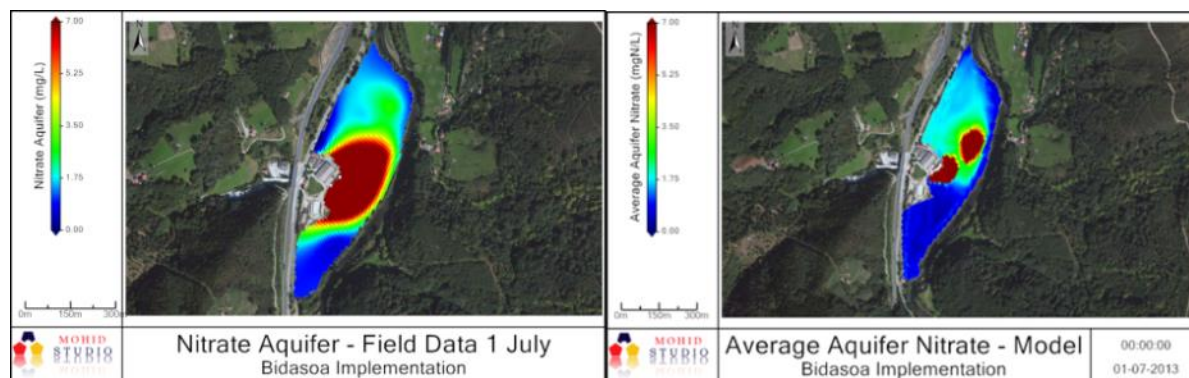 7.00
5.25
3.50
1.75
0.00
Nitrate Aquifer (mg/L)
N
0m 150m 300m
MOHID
STUDIO
Nitrate Aquifer - Field Data 1 July
Bidasoa Implementation
7.00
5.25
3.50
1.75
0.00
Average Aquifer Nitrate (mgN/L)
N
0m 150m 300m
MOHID
STUDIO
Average Aquifer Nitrate - Model
Bidasoa Implementation
00:00:00
01-07-2013